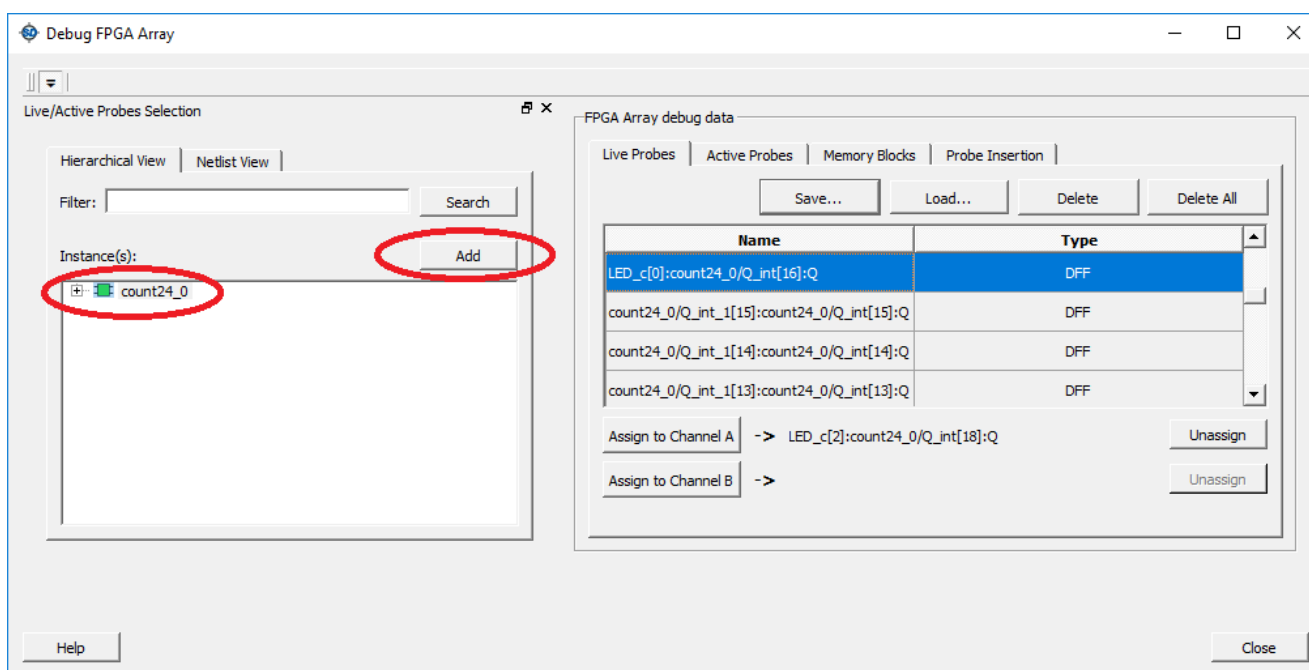 Debug FPGA Array
Live/Active Probes Selection
Hierarchical View
Netlist View
Filter:
Search
Instance(s):
Add
count24_0
FPGA Array debug data
Live Probes
Active Probes
Memory Blocks
Probe Insertion
Save...
Load...
Delete
Delete All
Name
Type
LED_c[0]:count24_0/Q_int[16]:Q
DFF
count24_0/Q_int_1[15]:count24_0/Q_int[15]:Q
DFF
count24_0/Q_int_1[14]:count24_0/Q_int[14]:Q
DFF
count24_0/Q_int_1[13]:count24_0/Q_int[13]:Q
DFF
Assign to Channel A
-> LED_c[2]:count24_0/Q_int[18]:Q
Unassign
Assign to Channel B
->
Unassign
Help
Close